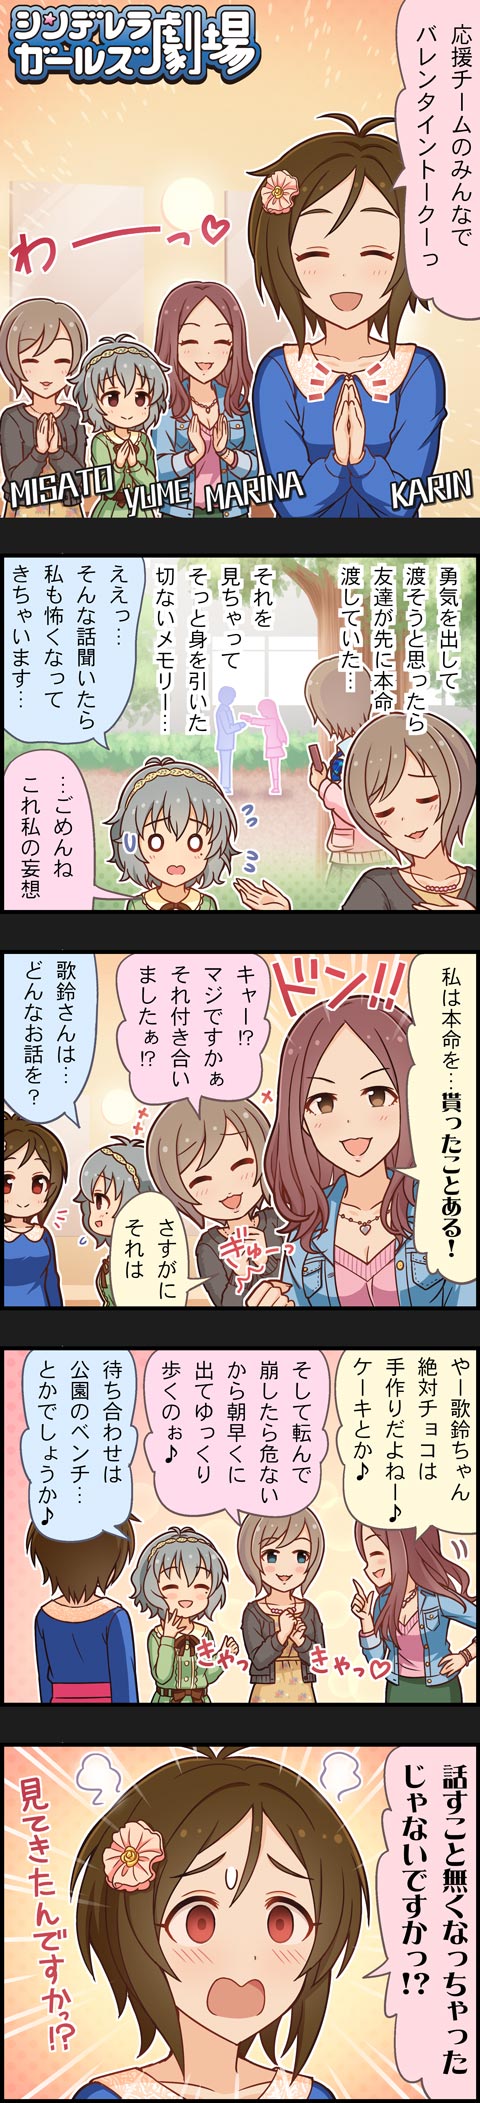 シンデレラ
ガールズ劇場
応援チームのみんなで
バレンタイントークーっ
わーーっ♡
MISATO
YUME
MARINA
KARIN
勇気を出して
渡そうと思ったら
友達が先に本命
渡していた…
それを
見ちゃって
そっと身を引いた
切ないメモリー…
ええっ…
そんな話聞いたら
私も怖くなって
きちゃいます…
…ごめんね
これ私の妄想
私は本命を…貰ったことある！
ドン!!
キャー!?
マジですかぁ
それ付き合い
ましたぁ!?
ぎゅーっ
さすがに
それは
歌鈴さんは…
どんなお話を？
やー歌鈴ちゃん
絶対チョコは
手作りだよねー♪
ケーキとか♪
そして転んで
崩したら危ない
から朝早くに
出てゆっくり
歩くのぉ♪
待ち合わせは
公園のベンチ…
とかでしょうか♪
きゃっ♡
きゃっ
話すこと無くなっちゃった
じゃないですかっ!?
見てきたんですかっ!?